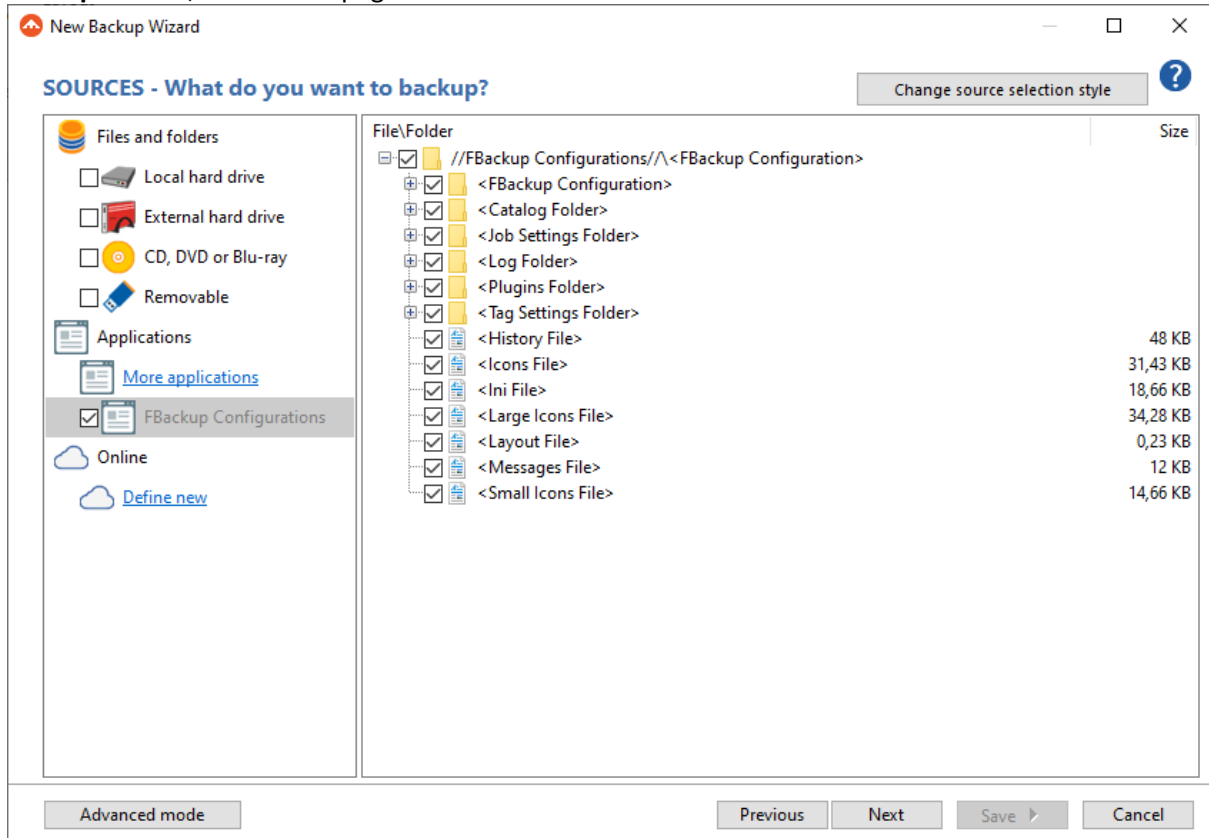 New Backup Wizard
SOURCES - What do you want to backup?
Change source selection style
?
Files and folders
Local hard drive
External hard drive
CD, DVD or Blu-ray
Removable
Applications
More applications
FBackup Configurations
Online
Define new
File\Folder Size
//FBackup Configurations//\<FBackup Configuration>
<FBackup Configuration>
<Catalog Folder>
<Job Settings Folder>
<Log Folder>
<Plugins Folder>
<Tag Settings Folder>
<History File> 48 KB
<Icons File> 31,43 KB
<Ini File> 18,66 KB
<Large Icons File> 34,28 KB
<Layout File> 0,23 KB
<Messages File> 12 KB
<Small Icons File> 14,66 KB
Advanced mode
Previous
Next
Save
Cancel